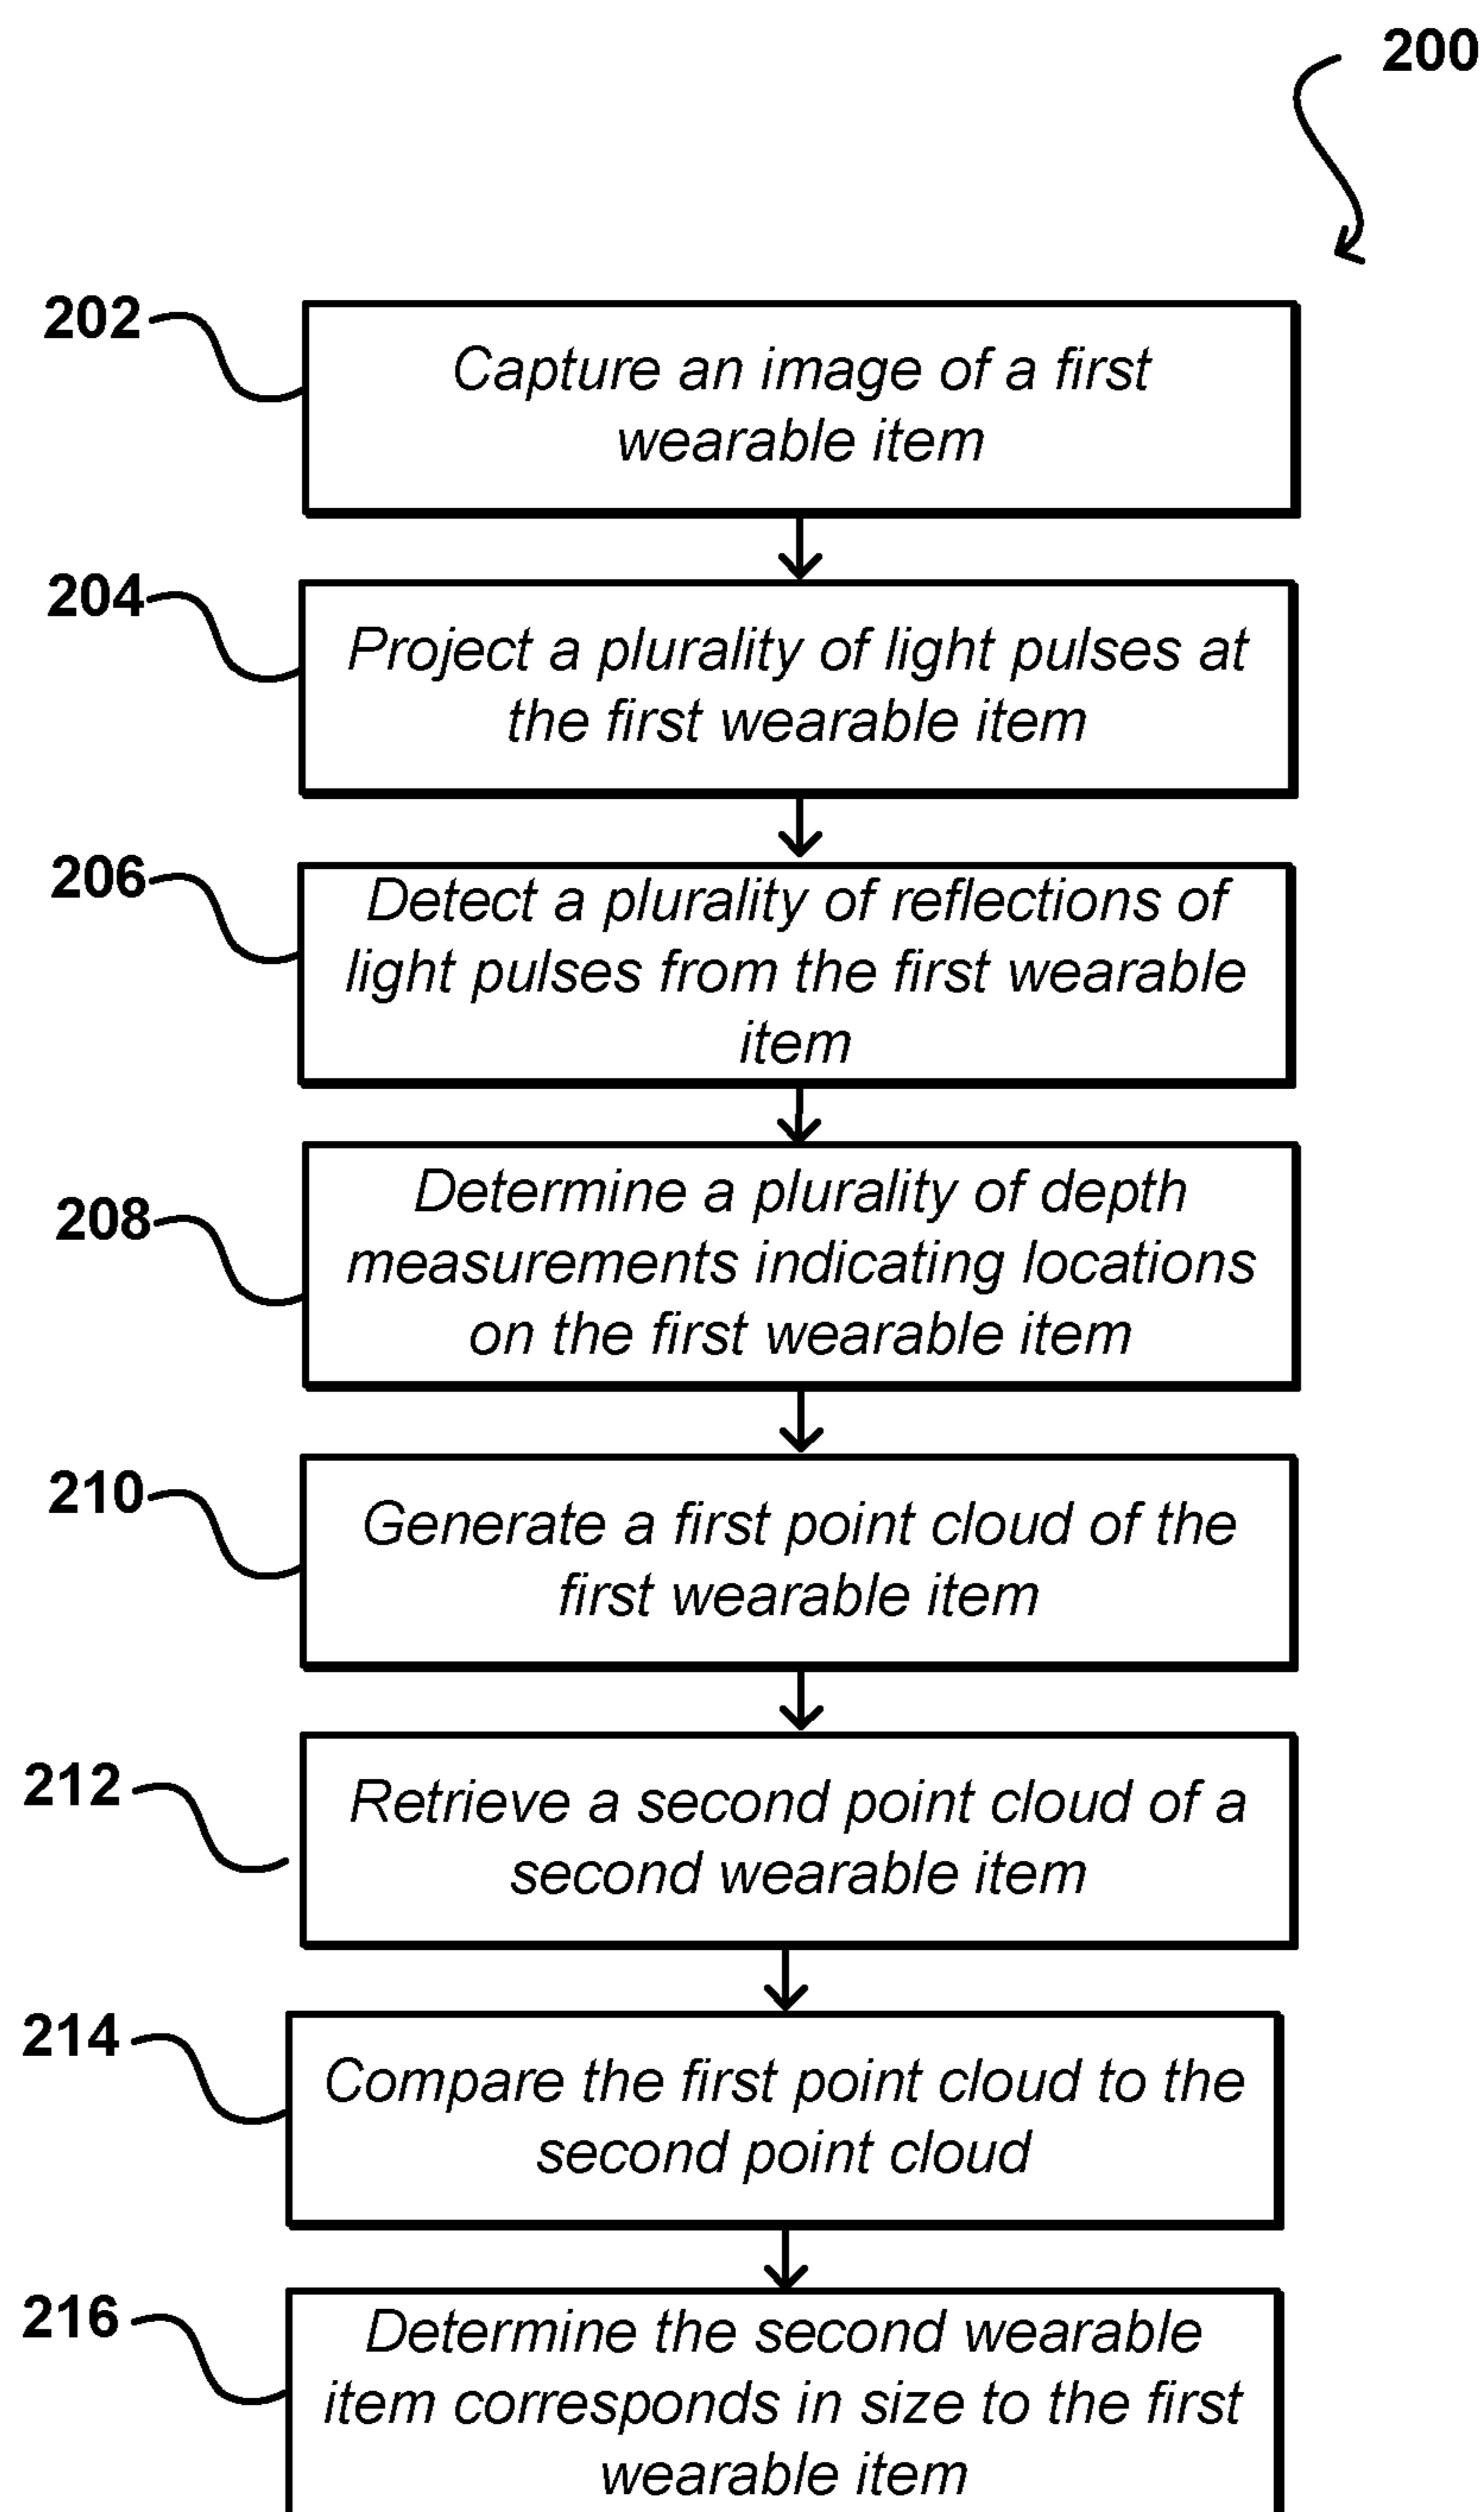 200
202
Capture an image of a first
wearable item
204
Project a plurality of light pulses at
the first wearable item
206
Detect a plurality of reflections of
light pulses from the first wearable
item
208
Determine a plurality of depth
measurements indicating locations
on the first wearable item
210
Generate a first point cloud of the
first wearable item
212
Retrieve a second point cloud of a
second wearable item
214
Compare the first point cloud to the
second point cloud
216
Determine the second wearable
item corresponds in size to the first
wearable item